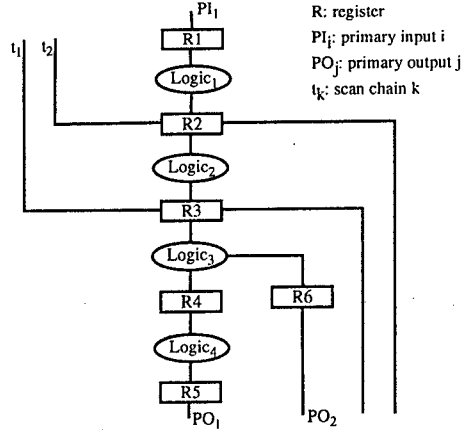 PI1
R: register
t1
t2
R1
PIi: primary input i
POj: primary output j
Logic1
tk: scan chain k
R2
Logic2
R3
Logic3
R4
R6
Logic4
R5
PO1
PO2